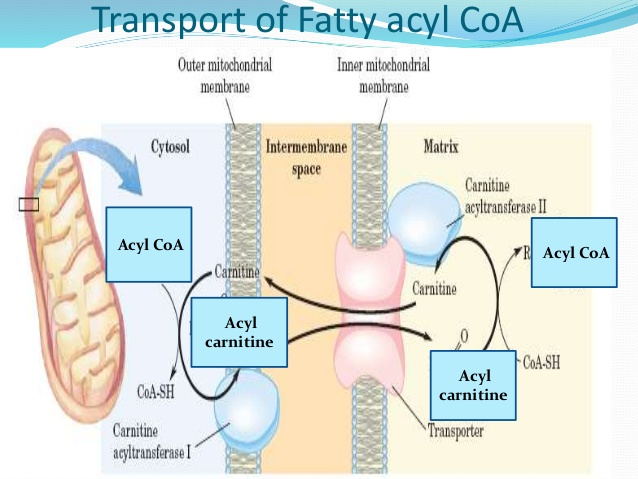 Transport of Fatty acyl CoA
Outer mitochondrial
membrane
Inner mitochondrial
membrane
Cytosol
Intermembrane
space
Matrix
Carnitine
acyltransferase II
Acyl CoA
R
Acyl CoA
Carnitine
Carnitine
Acyl
carnitine
O
CoA-SH
Acyl
carnitine
CoA-SH
Carnitine
acyltransferase I
Transporter